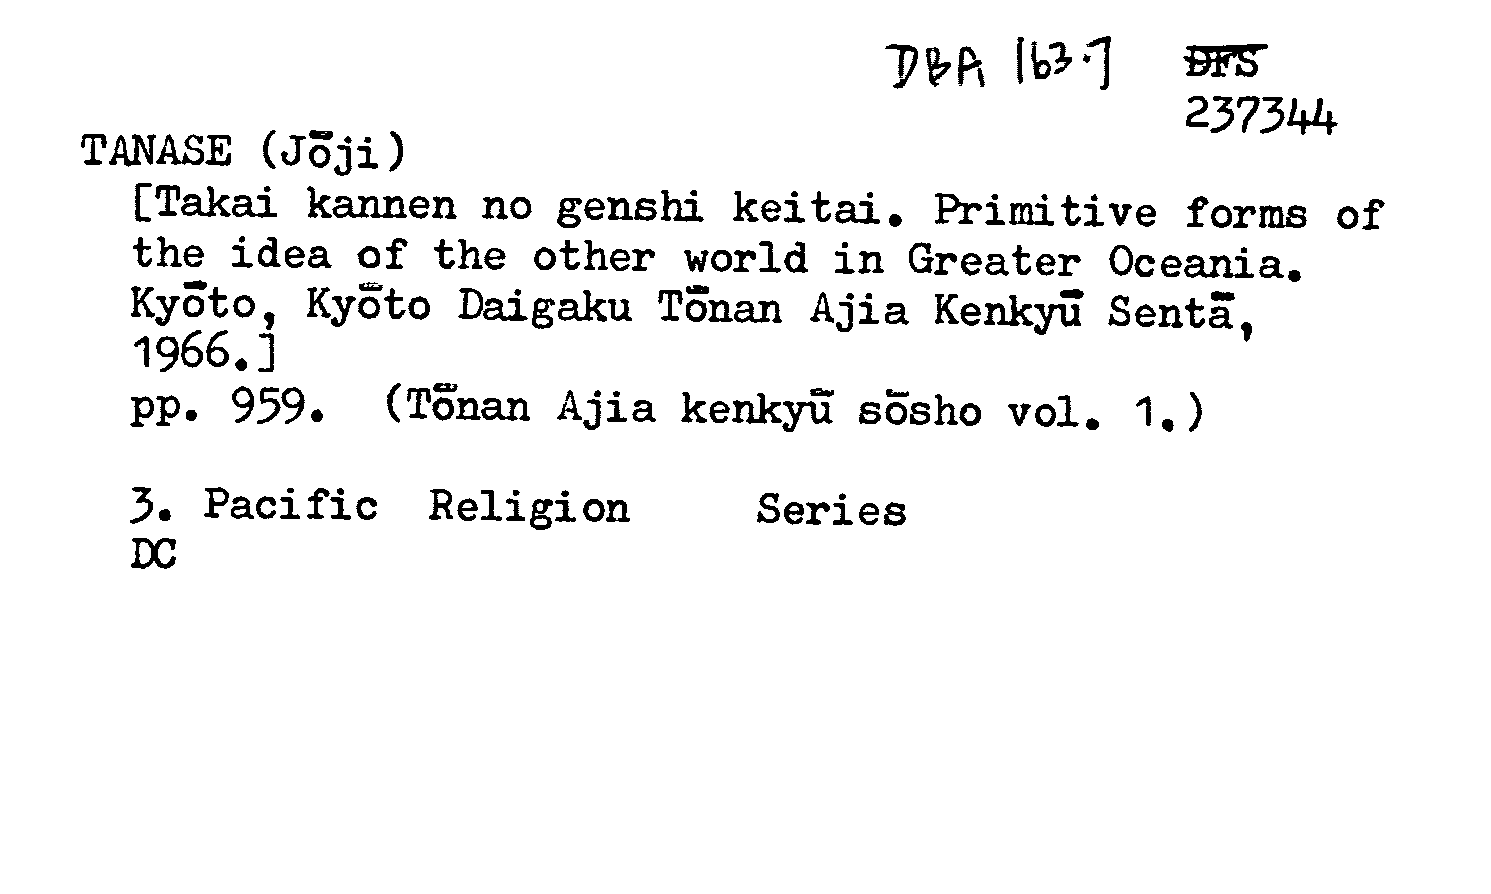 DBA 163.7 DFS
237344
TANASE (Jōji)
[Takai kannen no genshi keitai. Primitive forms of
the idea of the other world in Greater Oceania.
Kyōto, Kyōto Daigaku Tōnan Ajia Kenkyū Sentā,
1966.]
pp. 959. (Tōnan Ajia kenkyū sōsho vol. 1.)
3. Pacific Religion Series
DC